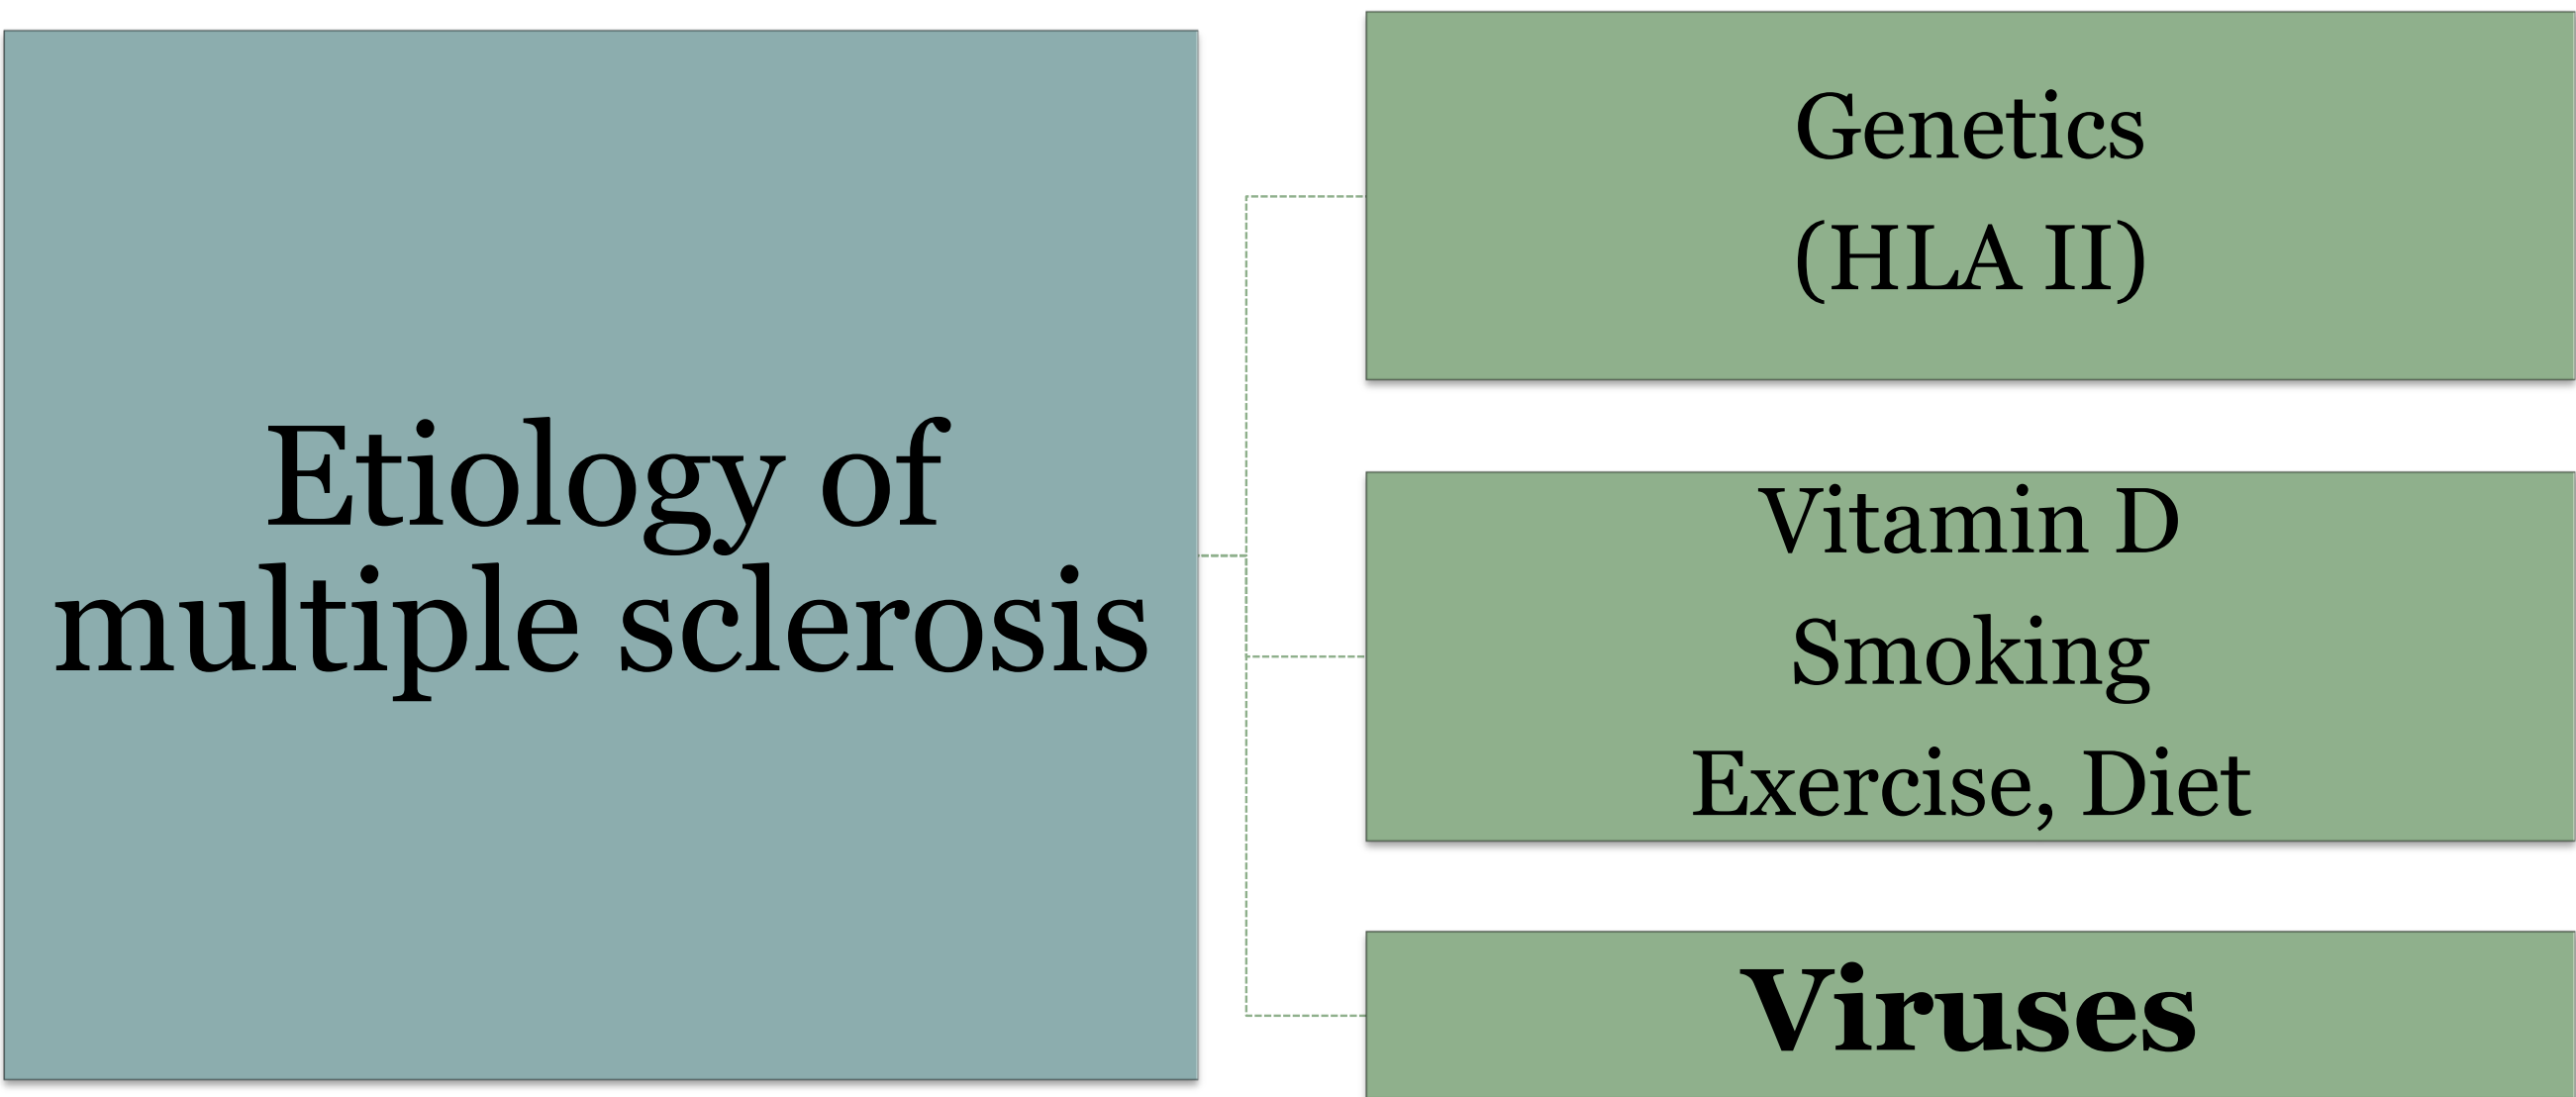 Etiology of
multiple sclerosis
Genetics
(HLA II)
Vitamin D
Smoking
Exercise, Diet
Viruses